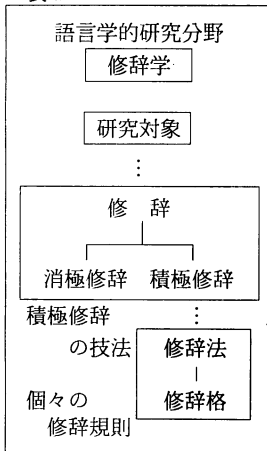 語言学的研究分野
修辞学
研究対象
⋮
修 辞
消極修辞 積極修辞
積極修辞 ⋮
の技法 修辞法
個々の 修辞格
修辞規則